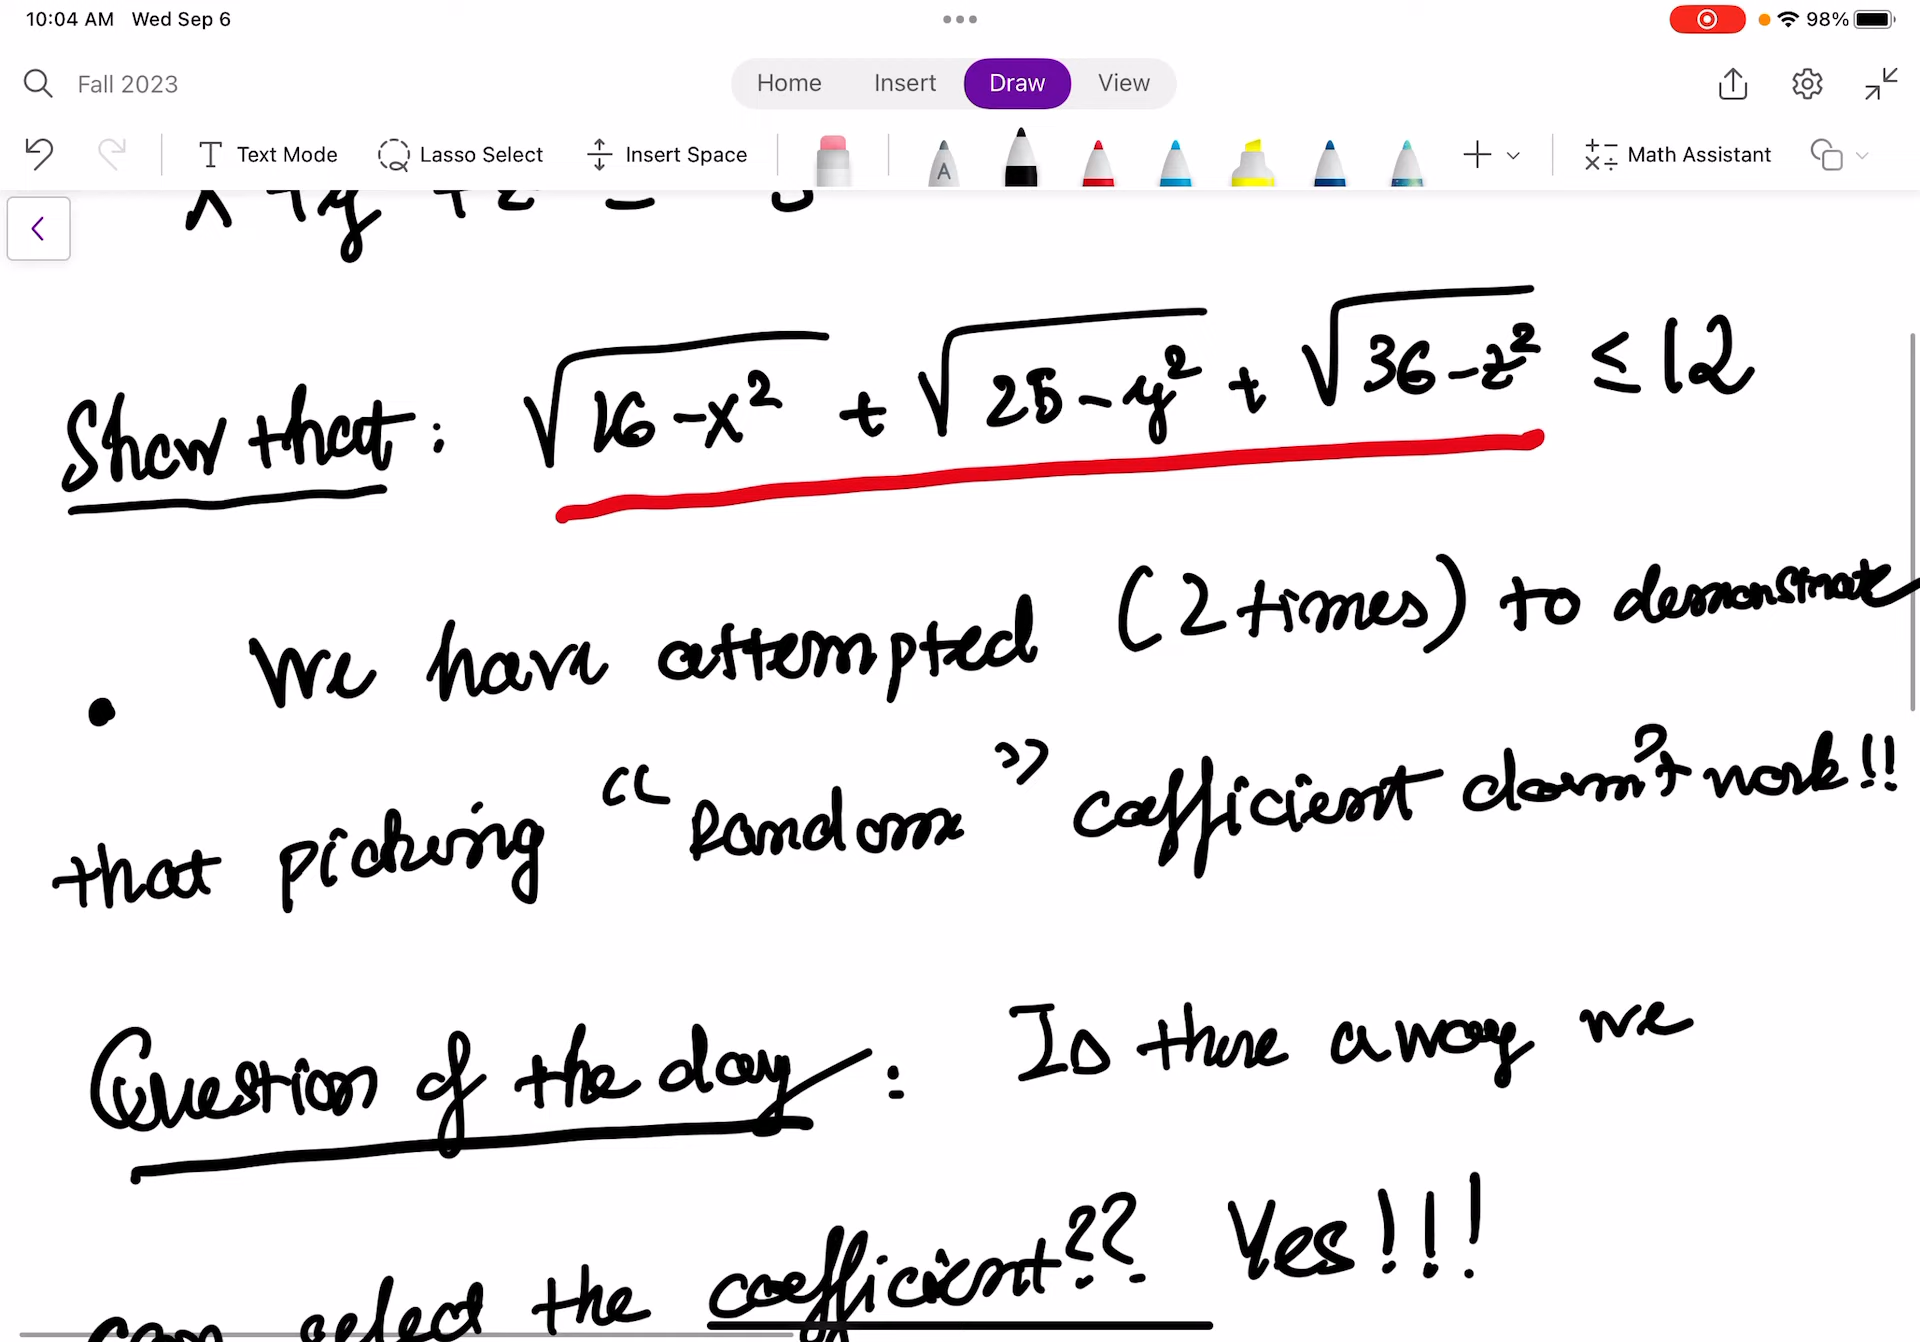 10:04 AM Wed Sep 6
98%
Fall 2023
Home Insert Draw View
Text Mode Lasso Select Insert Space A Math Assistant
x + y + z =
Show that : √16-x² + √25-y² + √36-z² ≤ 12
• We have attempted (2 times) to demonstrate
that picking "Random" coefficient doesn't work!!
Question of the day : Is there a way we
can select the coefficient?? Yes!!!